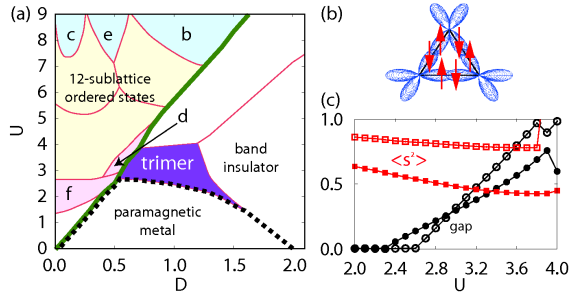 (a)
9
8
7
6
5
4
3
2
1
0
U
c
e
b
12-sublattice
ordered states
d
trimer
band
insulator
f
paramagnetic
metal
0.0
0.5
1.0
1.5
2.0
D
(b)
(c)
1.0
0.5
0.0
<s²>
gap
2.0
2.4
2.8
3.2
3.6
4.0
U